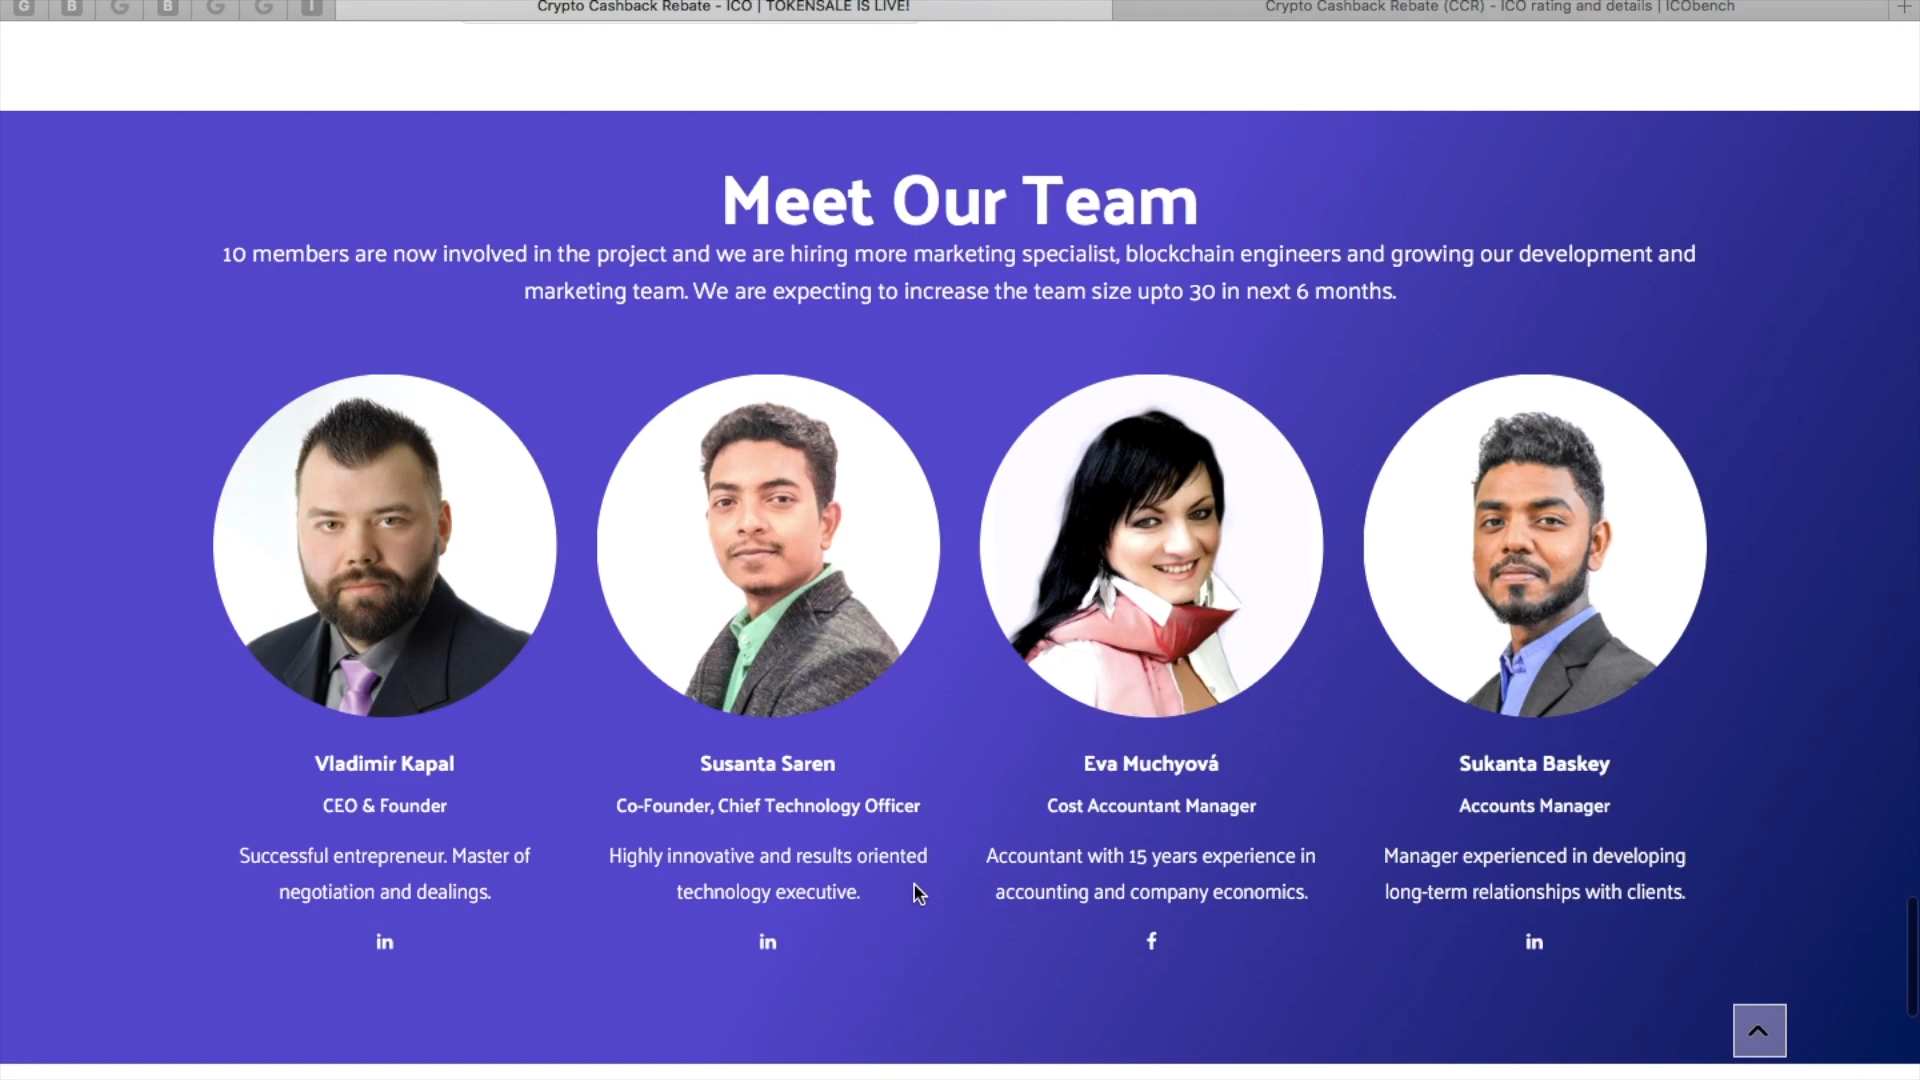 G B G B G G I Crypto Cashback Rebate - ICO | TOKENSALE IS LIVE! Crypto Cashback Rebate (CCR) - ICO rating and details | ICObench
Meet Our Team
10 members are now involved in the project and we are hiring more marketing specialist, blockchain engineers and growing our development and
marketing team. We are expecting to increase the team size upto 30 in next 6 months.
Vladimir Kapal
CEO & Founder
Successful entrepreneur. Master of
negotiation and dealings.
in
Susanta Saren
Co-Founder, Chief Technology Officer
Highly innovative and results oriented
technology executive.
in
Eva Muchyová
Cost Accountant Manager
Accountant with 15 years experience in
accounting and company economics.
f
Sukanta Baskey
Accounts Manager
Manager experienced in developing
long-term relationships with clients.
in